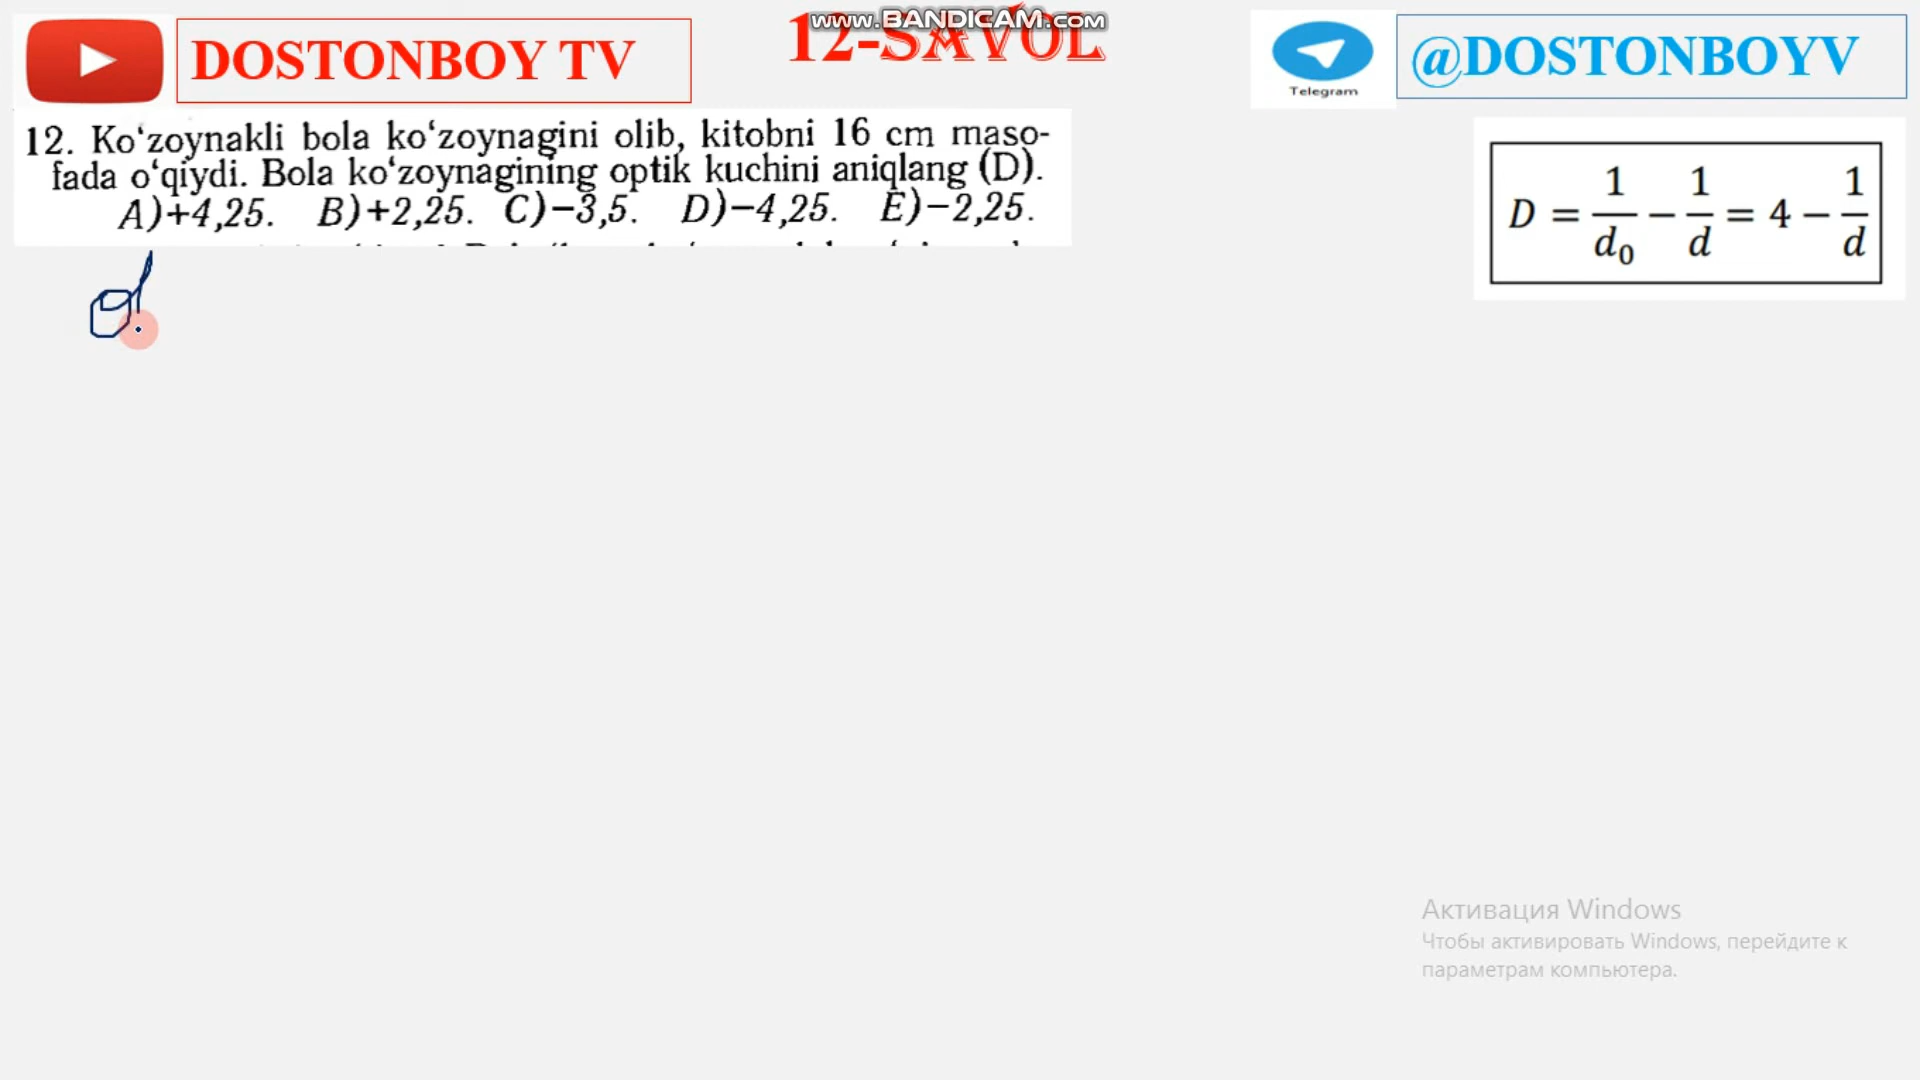 www.BANDICAM.com
DOSTONBOY TV
12-SAVOL
Telegram
@DOSTONBOYV
12. Ko‘zoynakli bola ko‘zoynagini olib, kitobni 16 cm maso-
fada o‘qiydi. Bola ko‘zoynagining optik kuchini aniqlang (D).
A)+4,25. B)+2,25. C)−3,5. D)−4,25. E)−2,25.
D = 1/d₀ − 1/d = 4 − 1/d
d
Активация Windows
Чтобы активировать Windows, перейдите к
параметрам компьютера.